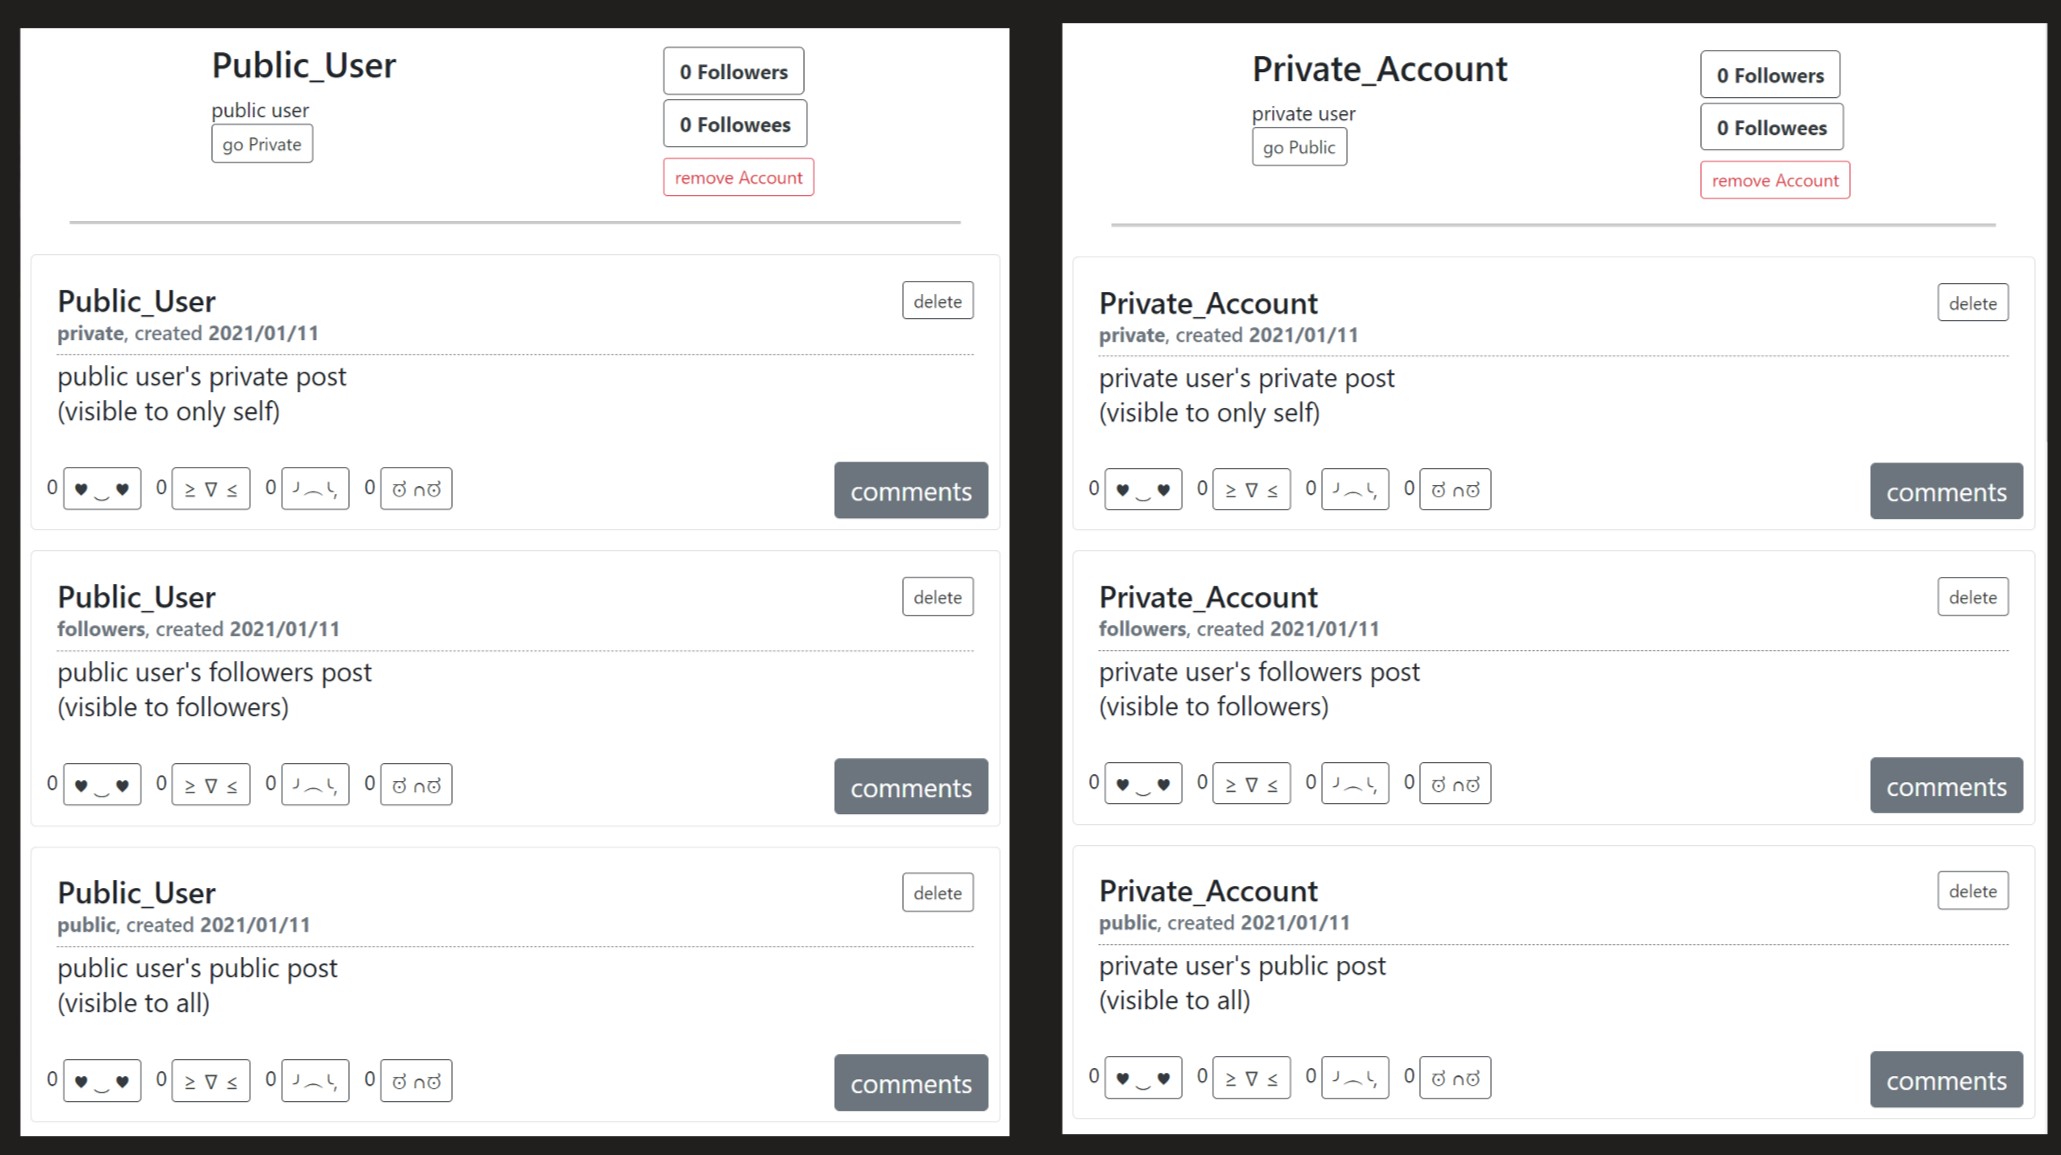 Public_User
public user
go Private
0 Followers
0 Followees
remove Account
Public_User
delete
private, created 2021/01/11
public user's private post
(visible to only self)
0 ♥ ‿ ♥ 0 ≥ ∇ ≤ 0 ╯︵╰, 0 ಠ ∩ಠ
comments
Public_User
delete
followers, created 2021/01/11
public user's followers post
(visible to followers)
0 ♥ ‿ ♥ 0 ≥ ∇ ≤ 0 ╯︵╰, 0 ಠ ∩ಠ
comments
Public_User
delete
public, created 2021/01/11
public user's public post
(visible to all)
0 ♥ ‿ ♥ 0 ≥ ∇ ≤ 0 ╯︵╰, 0 ಠ ∩ಠ
comments
Private_Account
private user
go Public
0 Followers
0 Followees
remove Account
Private_Account
delete
private, created 2021/01/11
private user's private post
(visible to only self)
0 ♥ ‿ ♥ 0 ≥ ∇ ≤ 0 ╯︵╰, 0 ಠ ∩ಠ
comments
Private_Account
delete
followers, created 2021/01/11
private user's followers post
(visible to followers)
0 ♥ ‿ ♥ 0 ≥ ∇ ≤ 0 ╯︵╰, 0 ಠ ∩ಠ
comments
Private_Account
delete
public, created 2021/01/11
private user's public post
(visible to all)
0 ♥ ‿ ♥ 0 ≥ ∇ ≤ 0 ╯︵╰, 0 ಠ ∩ಠ
comments